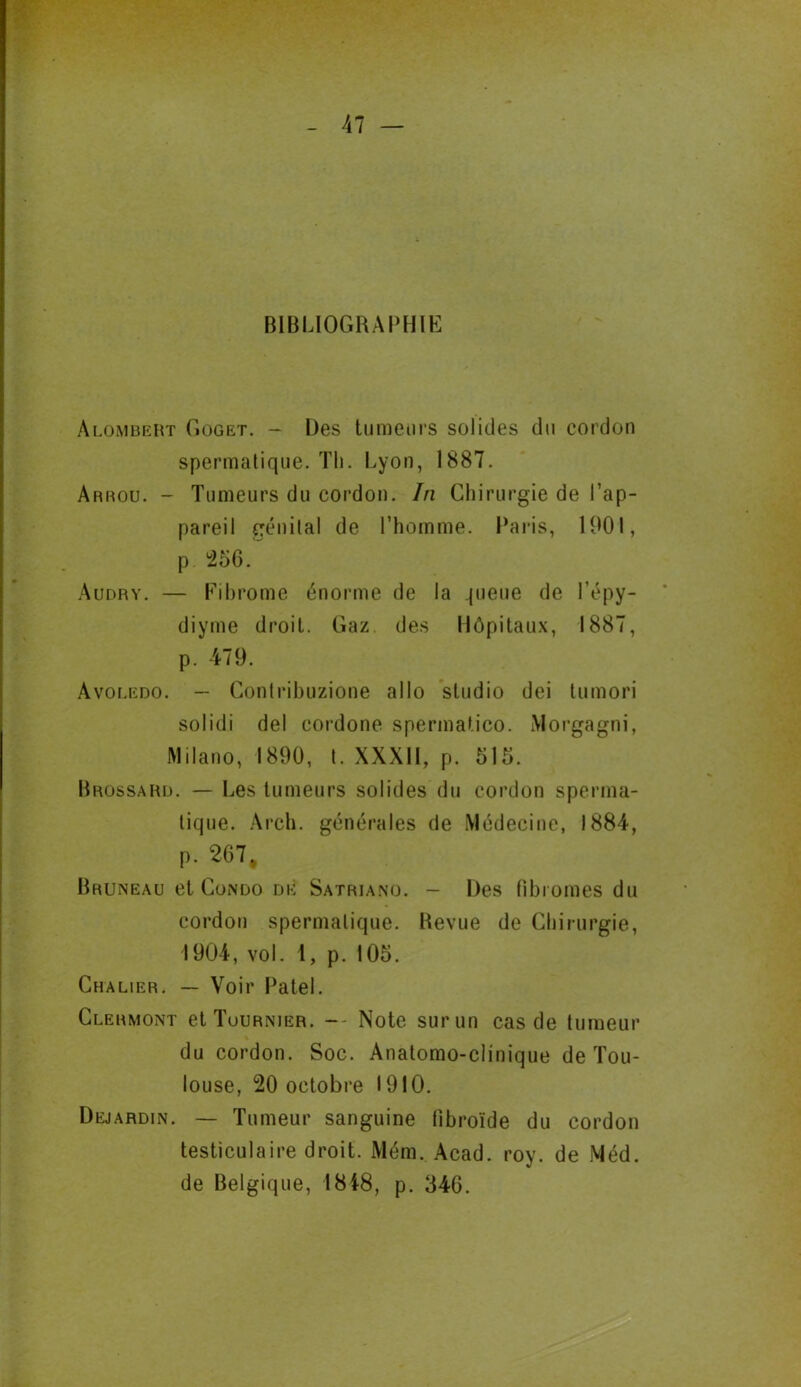 - 47 —
BIBLIOGRAPHIE
Alombert Goget. - Des tumeurs solides du cordon
spermatique. Th. Lyon, 1887.
Arrou. - Tumeurs du cordon. In Chirurgie de l'ap-
pareil génital de l'homme. Paris, 1901,
p 256.
Audry. — Fibrome énorme de la queue de l'épy-
diyme droit. Gaz. des Hôpitaux, 1887,
p. 479.
Avoledo. — Contribuzione allo studio dei tumori
solidi del cordone spermatico. Morgagni,
Milano, 1890, t. XXXII, p. 515.
Brossard. — Les tumeurs solides du cordon sperma-
tique. Arch. générales de Médecine, 1884,
p. 267.
Bruneau et Condo de Satriano. — Des fibromes du
cordon spermatique. Revue de Chirurgie,
1904, vol. 1, p. 105.
Chalier. — Voir Patel.
Clermont et Tournier. — Note sur un cas de tumeur
du cordon. Soc. Anatomo-clinique de Tou-
louse, 20 octobre 1910.
Dejardin. — Tumeur sanguine fibroïde du cordon
testiculaire droit. Mém. Acad. roy. de Méd.
de Belgique, 1848, p. 346.